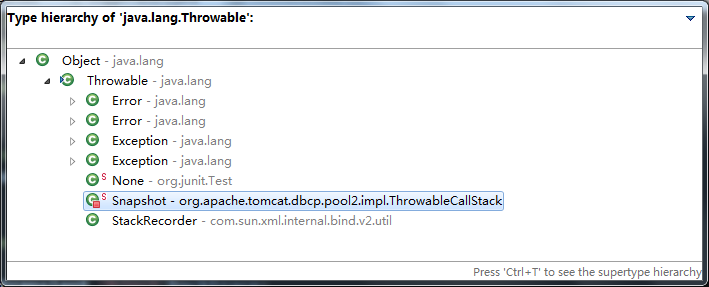 Type hierarchy of 'java.lang.Throwable':
Object - java.lang
Throwable - java.lang
Error - java.lang
Error - java.lang
Exception - java.lang
Exception - java.lang
S None - org.junit.Test
S Snapshot - org.apache.tomcat.dbcp.pool2.impl.ThrowableCallStack
StackRecorder - com.sun.xml.internal.bind.v2.util
Press 'Ctrl+T' to see the supertype hierarchy